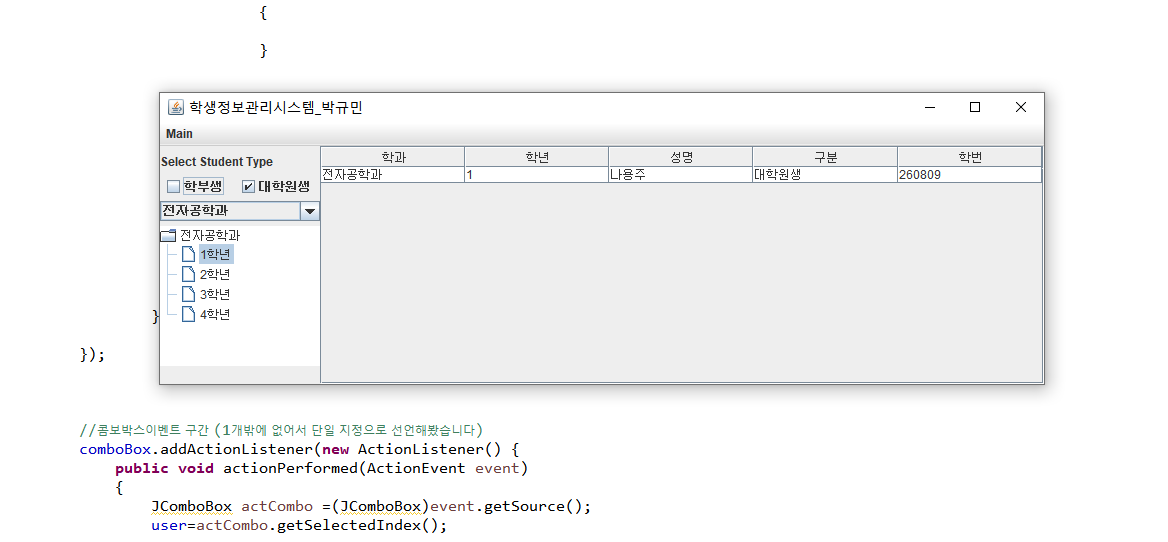 {
}
학생정보관리시스템_박규민
Main
Select Student Type
학부생 대학원생
전자공학과
전자공학과
1학년
2학년
3학년
4학년
학과 학년 성명 구분 학번
전자공학과 1 나용주 대학원생 260809
}
});
//콤보박스이벤트 구간 (1개밖에 없어서 단일 지정으로 선언해봤습니다)
comboBox.addActionListener(new ActionListener() {
public void actionPerformed(ActionEvent event)
{
JComboBox actCombo =(JComboBox)event.getSource();
user=actCombo.getSelectedIndex();